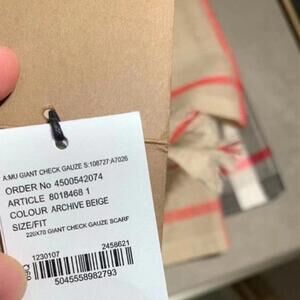 A:MU GIANT CHECK GAUZE S:108727:A7026
ORDER No 4500542074
ARTICLE 8018468 1
COLOUR ARCHIVE BEIGE
SIZE/FIT
220X70 GIANT CHECK GAUZE SCARF
1230107 2458621
5045558982793